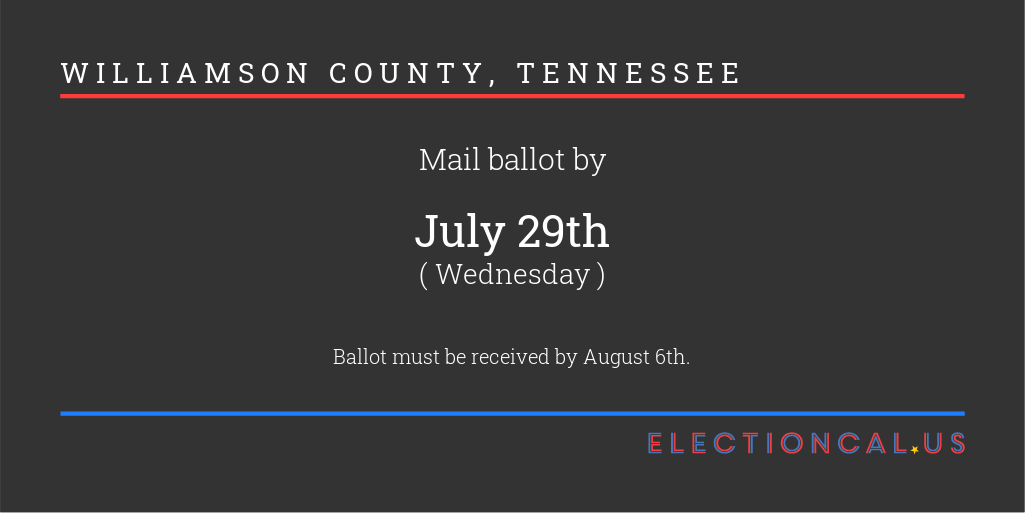 WILLIAMSON COUNTY, TENNESSEE
Mail ballot by
July 29th
( Wednesday )
Ballot must be received by August 6th.
ELECTIONCAL.US